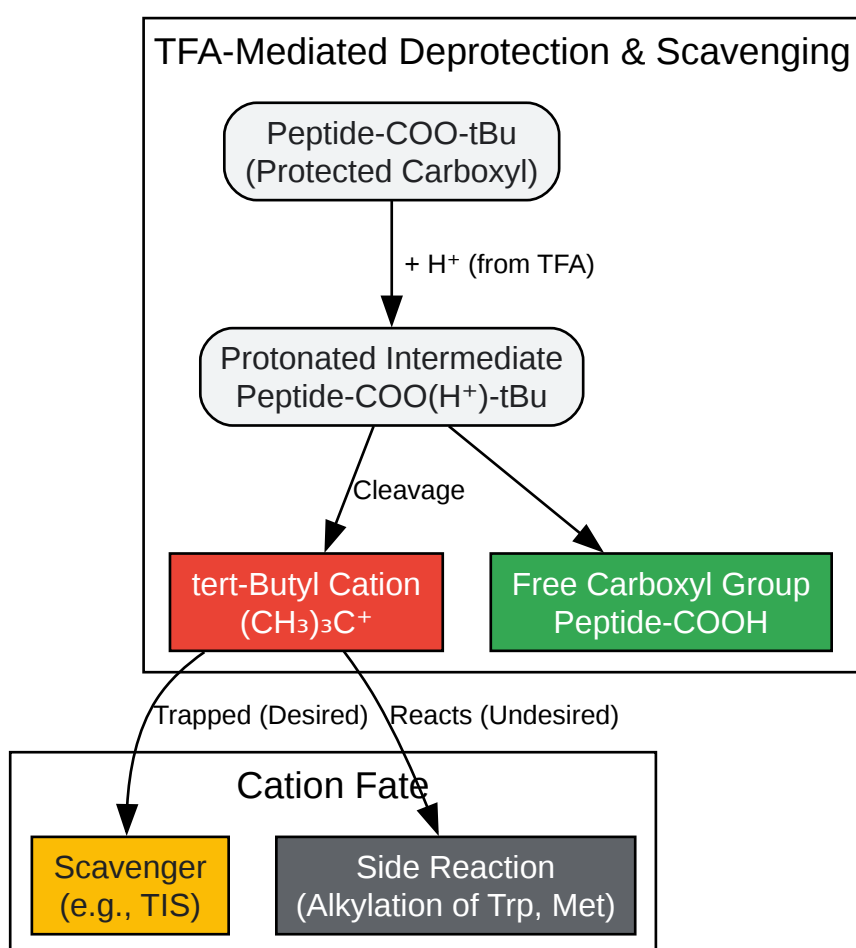 TFA-Mediated Deprotection & Scavenging
Peptide-COO-tBu
(Protected Carboxyl)
+ H⁺ (from TFA)
Protonated Intermediate
Peptide-COO(H⁺)-tBu
Cleavage
tert-Butyl Cation
(CH₃)₃C⁺
Free Carboxyl Group
Peptide-COOH
Trapped (Desired)
Reacts (Undesired)
Cation Fate
Scavenger
(e.g., TIS)
Side Reaction
(Alkylation of Trp, Met)